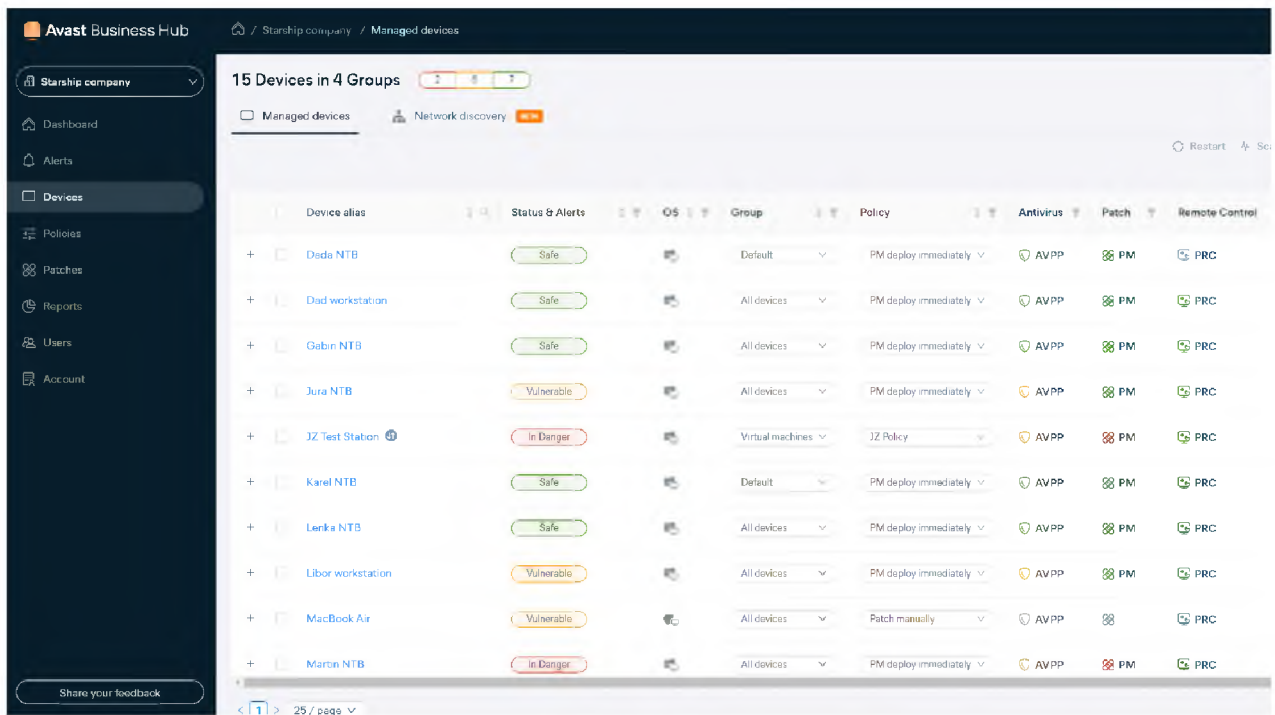 Avast Business Hub
/ Starship company / Managed devices
Starship company
15 Devices in 4 Groups 2 6 7
Managed devices Network discovery NEW
Dashboard
Alerts
Devices
Policies
Patches
Reports
Users
Account
Restart Sc
Device alias Status & Alerts OS Group Policy Antivirus Patch Remote Control
+ Deda NTB Safe Default PM deploy immediately AVPP PM PRC
+ Dad workstation Safe All devices PM deploy immediately AVPP PM PRC
+ Gabin NTB Safe All devices PM deploy immediately AVPP PM PRC
+ Jura NTB Vulnerable All devices PM deploy immediately AVPP PM PRC
+ JZ Test Station JT In Danger Virtual machines JZ Policy AVPP PM PRC
+ Karel NTB Safe Default PM deploy immediately AVPP PM PRC
+ Lenka NTB Safe All devices PM deploy immediately AVPP PM PRC
+ Libor workstation Vulnerable All devices PM deploy immediately AVPP PM PRC
+ MacBook Air Vulnerable All devices Patch manually AVPP PRC
+ Martin NTB In Danger All devices PM deploy immediately AVPP PM PRC
Share your feedback
< 1 > 25 / page